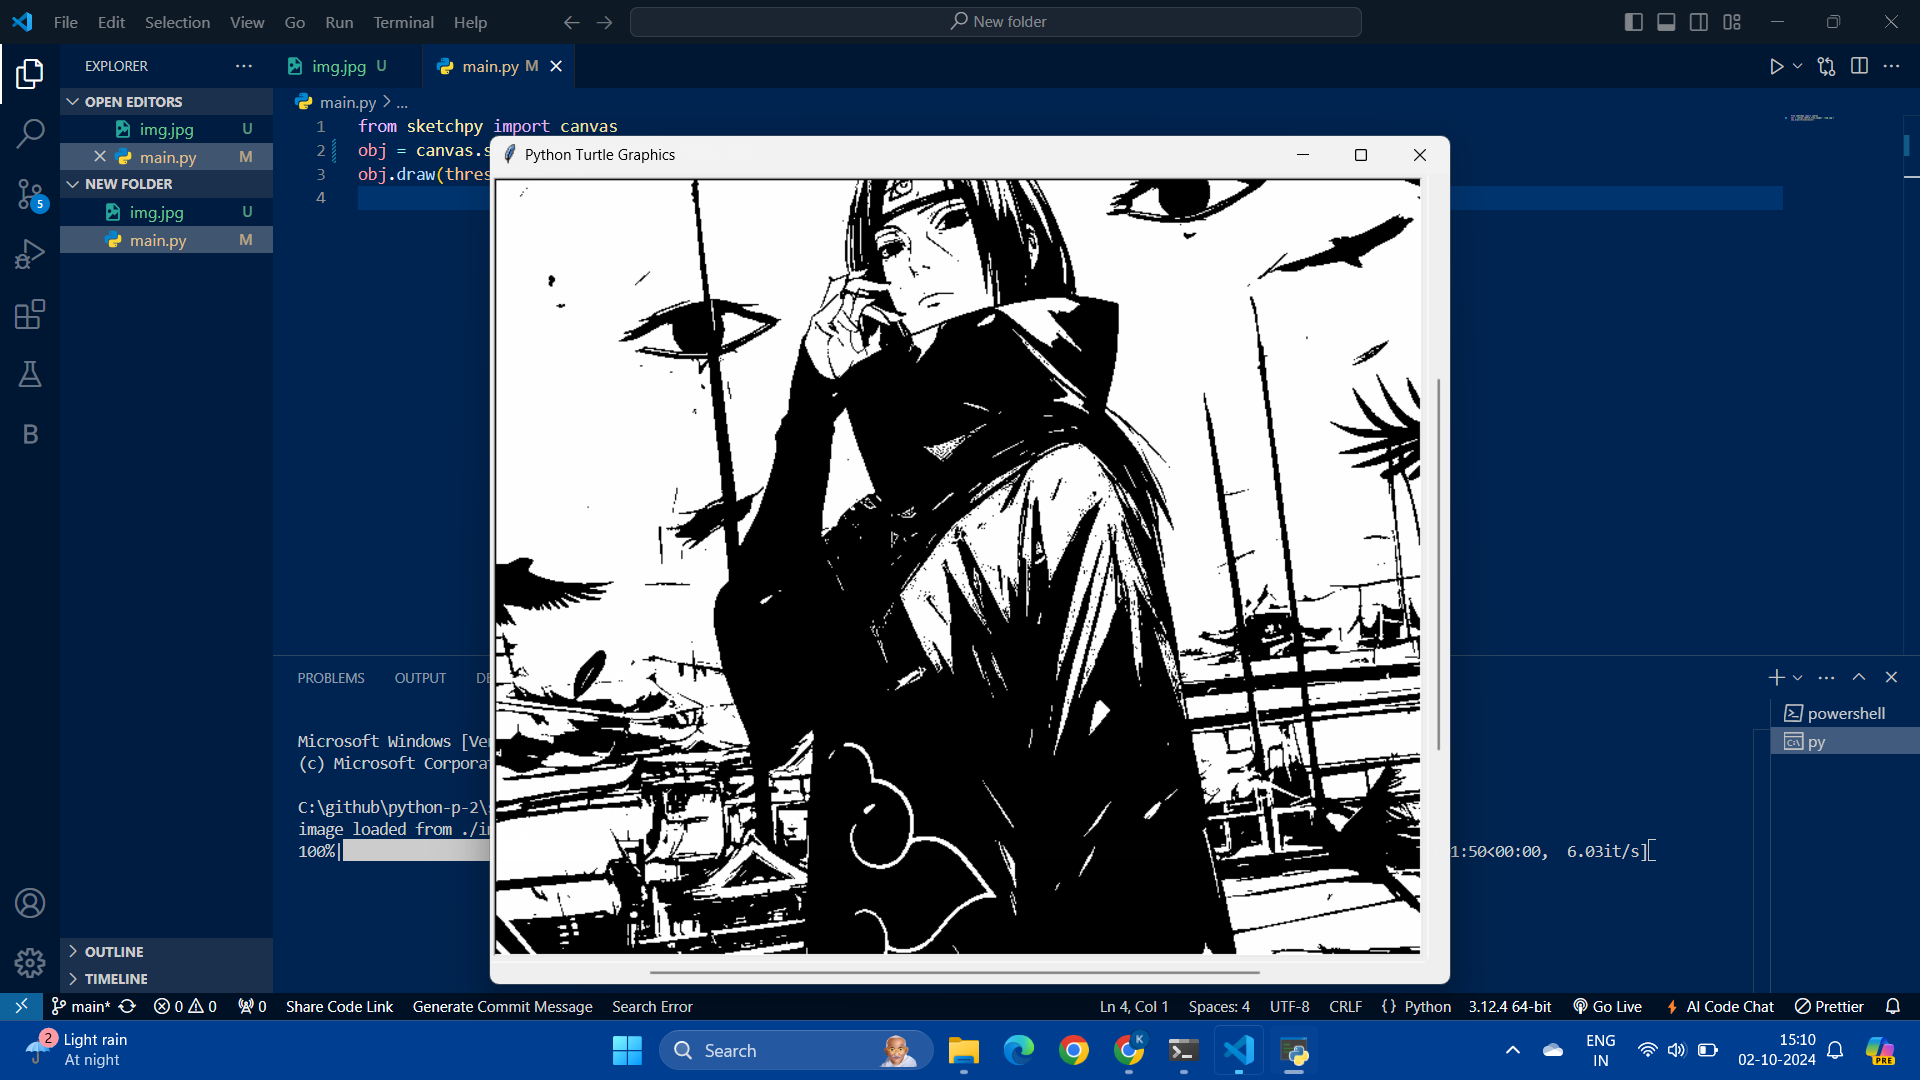 File Edit Selection View Go Run Terminal Help
New folder
EXPLORER
img.jpg U
main.py M
OPEN EDITORS
img.jpg U
main.py M
NEW FOLDER
img.jpg U
main.py M
main.py > ...
1 from sketchpy import canvas
2 obj = canvas.s
3 obj.draw(thres
4
Python Turtle Graphics
5
B
PROBLEMS OUTPUT DE
Microsoft Windows [Ve
(c) Microsoft Corpora
C:\github\python-p-2\
image loaded from ./i
100%|
1:50<00:00, 6.03it/s]
powershell
py
OUTLINE
TIMELINE
main* 0 0 0 Share Code Link Generate Commit Message Search Error
Ln 4, Col 1 Spaces: 4 UTF-8 CRLF {} Python 3.12.4 64-bit Go Live AI Code Chat Prettier
2
Light rain
At night
Search
K
ENG
IN
15:10
02-10-2024
PRE